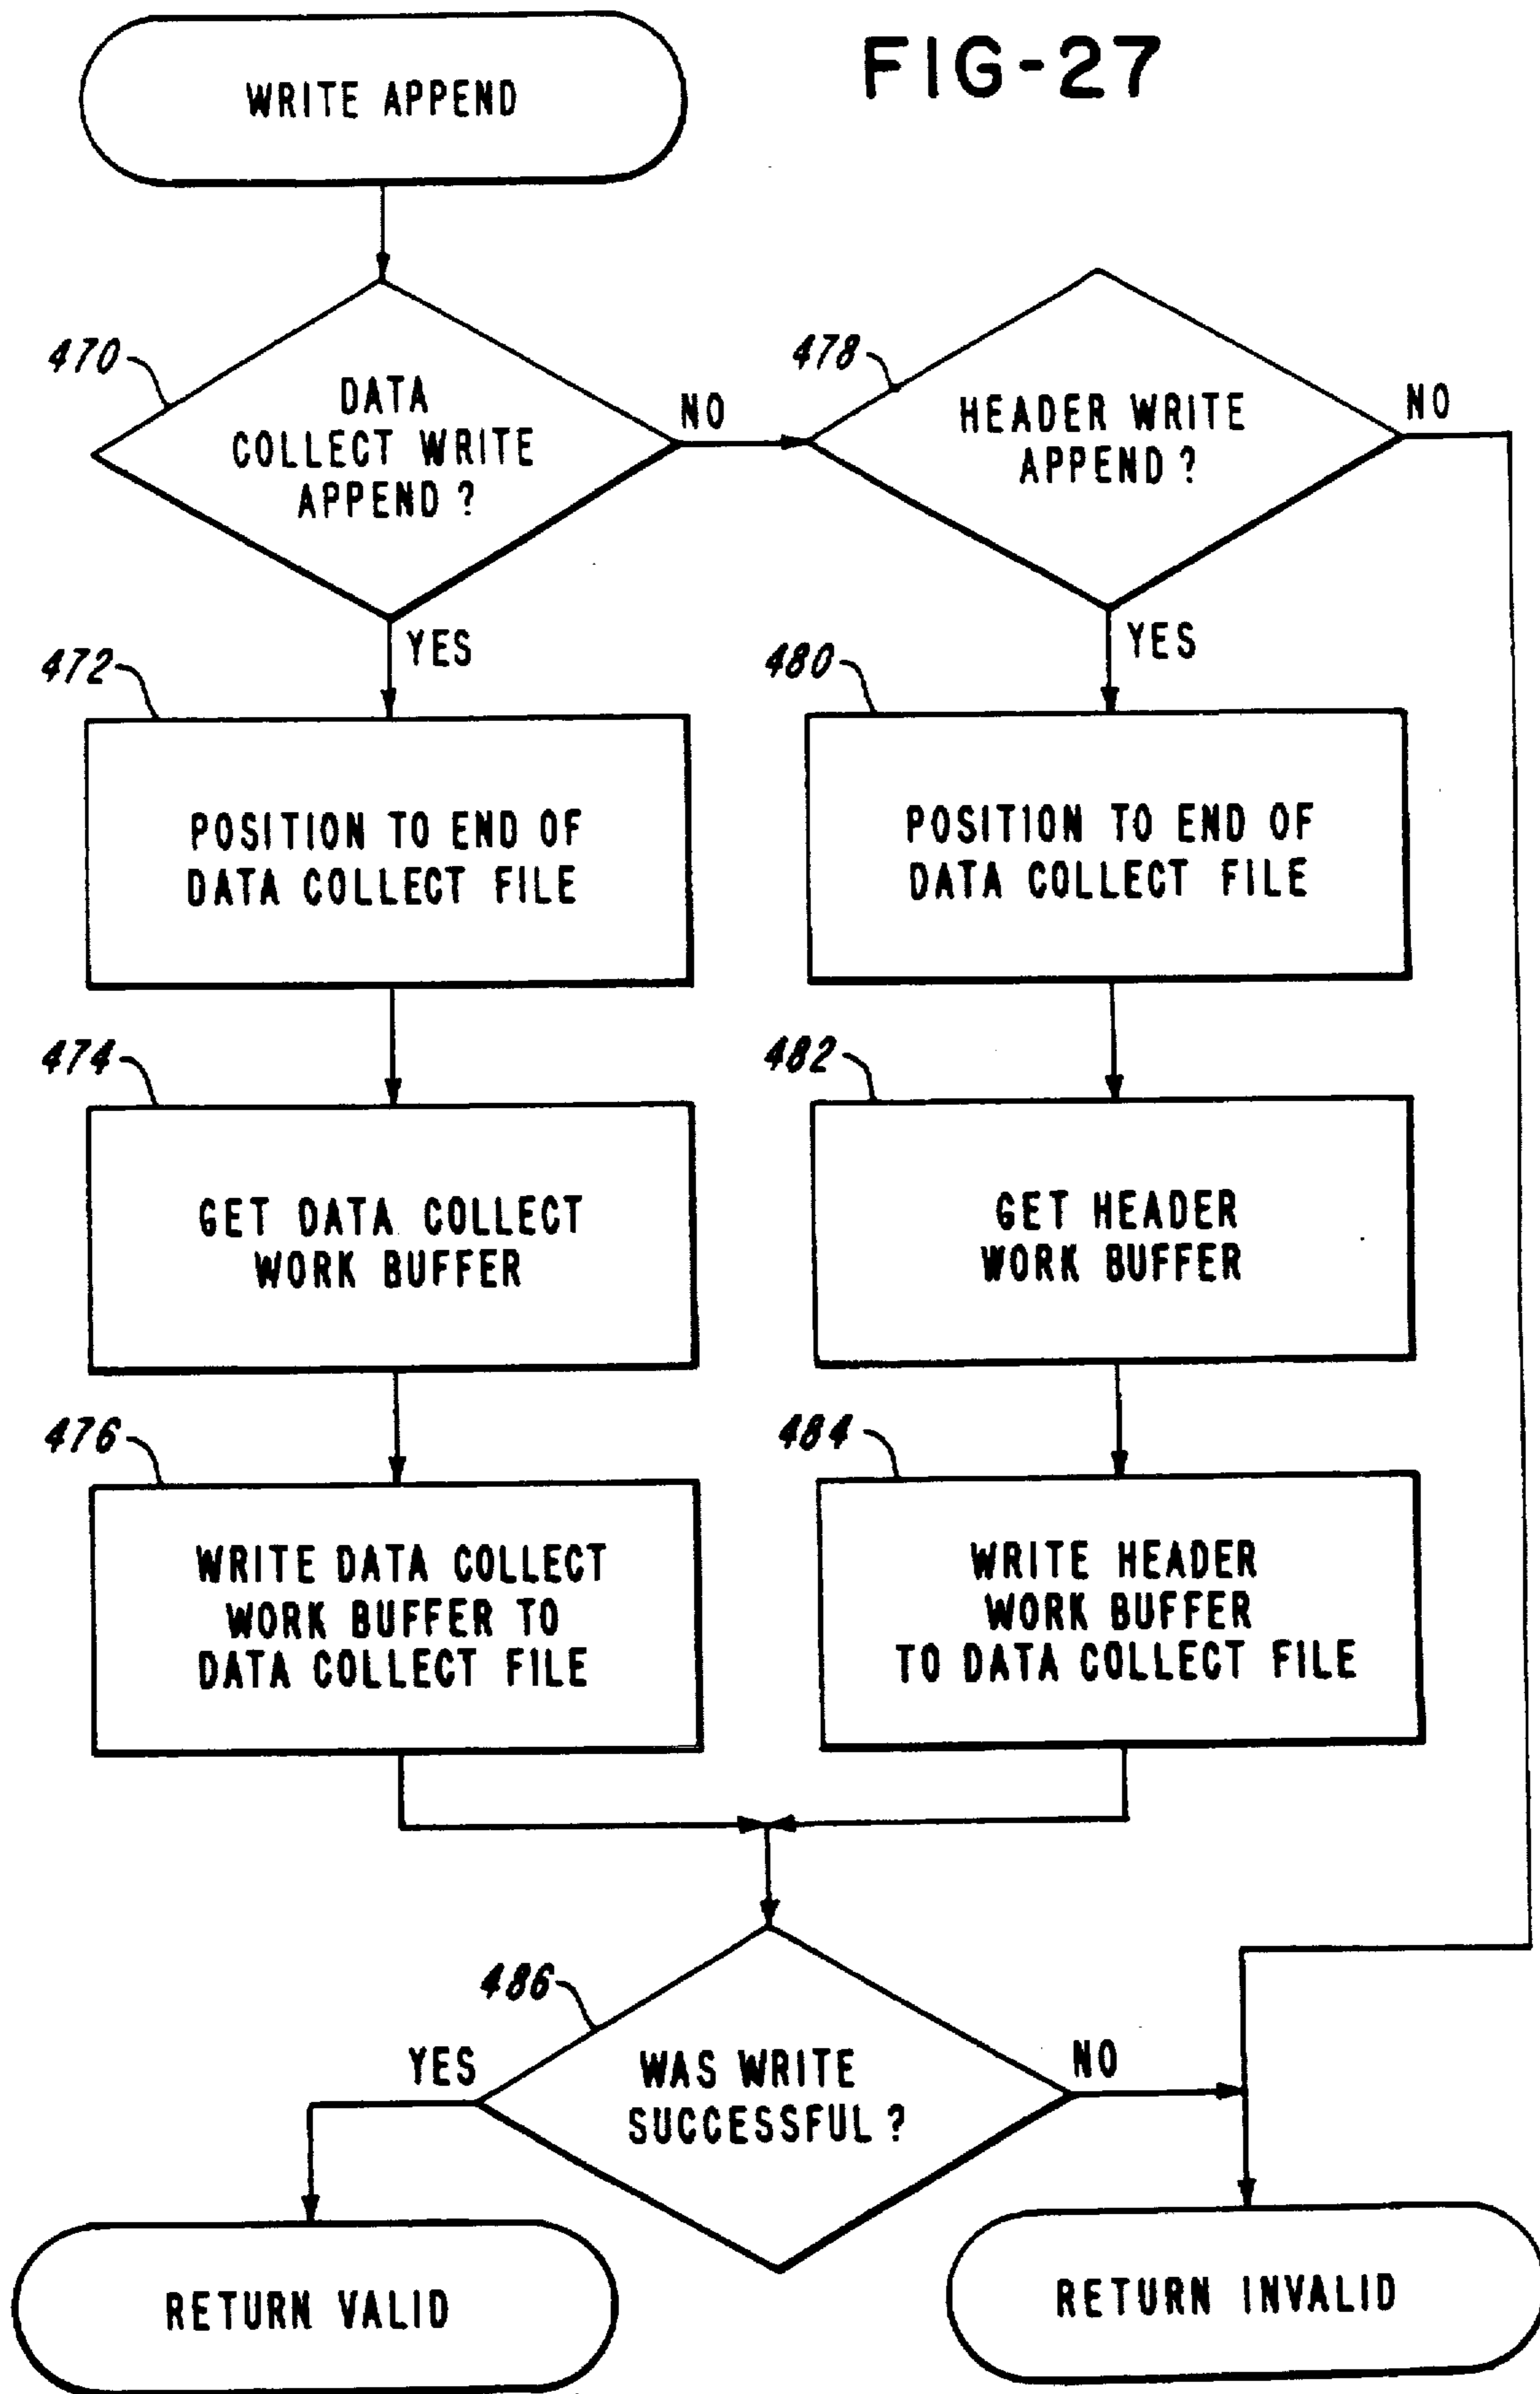 FIG-27
WRITE APPEND
470
DATA
COLLECT WRITE
APPEND?
NO
YES
478
HEADER WRITE
APPEND?
NO
YES
472
POSITION TO END OF
DATA COLLECT FILE
480
POSITION TO END OF
DATA COLLECT FILE
474
GET DATA COLLECT
WORK BUFFER
482
GET HEADER
WORK BUFFER
476
WRITE DATA COLLECT
WORK BUFFER TO
DATA COLLECT FILE
484
WRITE HEADER
WORK BUFFER
TO DATA COLLECT FILE
486
WAS WRITE
SUCCESSFUL?
YES
NO
RETURN VALID
RETURN INVALID